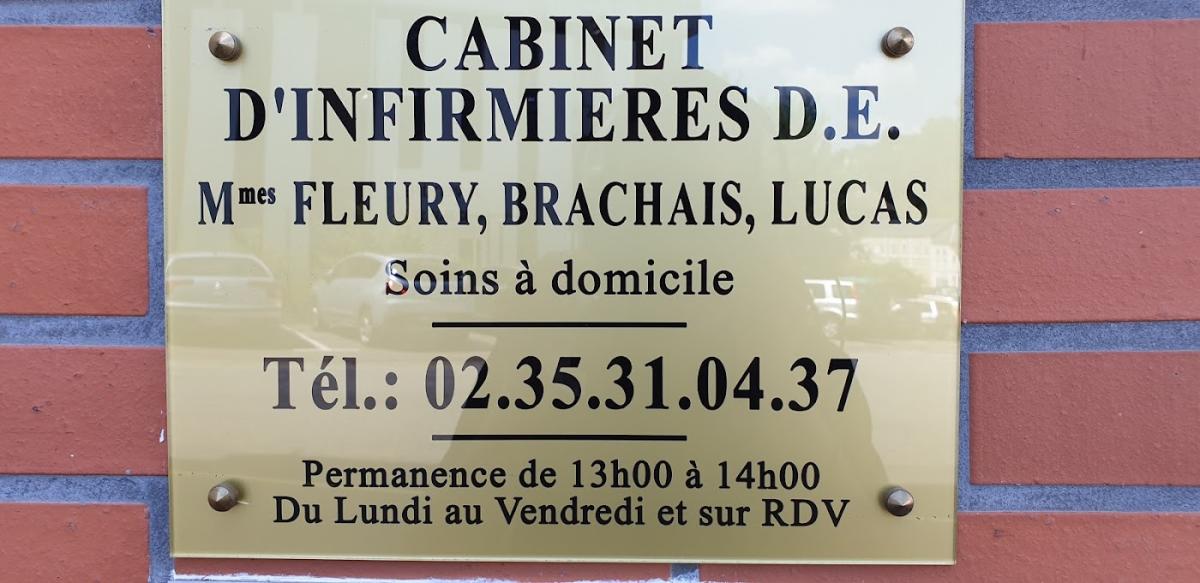 CABINET
D'INFIRMIERES D.E.
Mmes FLEURY, BRACHAIS, LUCAS
Soins à domicile
Tél.: 02.35.31.04.37
Permanence de 13h00 à 14h00
Du Lundi au Vendredi et sur RDV